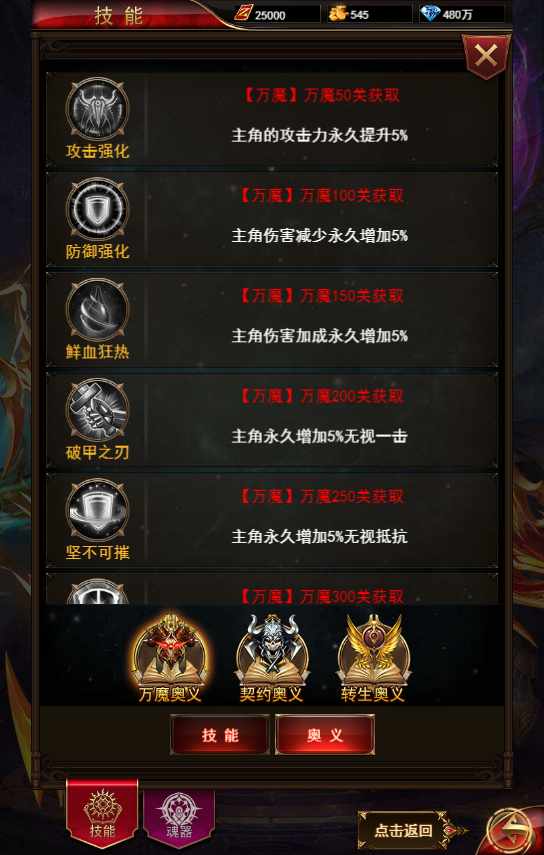 技 能
25000
545
480万
【万魔】万魔50关获取
主角的攻击力永久提升5%
攻击强化
【万魔】万魔100关获取
主角伤害减少永久增加5%
防御强化
【万魔】万魔150关获取
主角伤害加成永久增加5%
鲜血狂热
【万魔】万魔200关获取
主角永久增加5%无视一击
破甲之刃
【万魔】万魔250关获取
主角永久增加5%无视抵抗
坚不可摧
【万魔】万魔300关获取
万魔奥义
契约奥义
转生奥义
技 能
奥 义
技能
魂器
点击返回